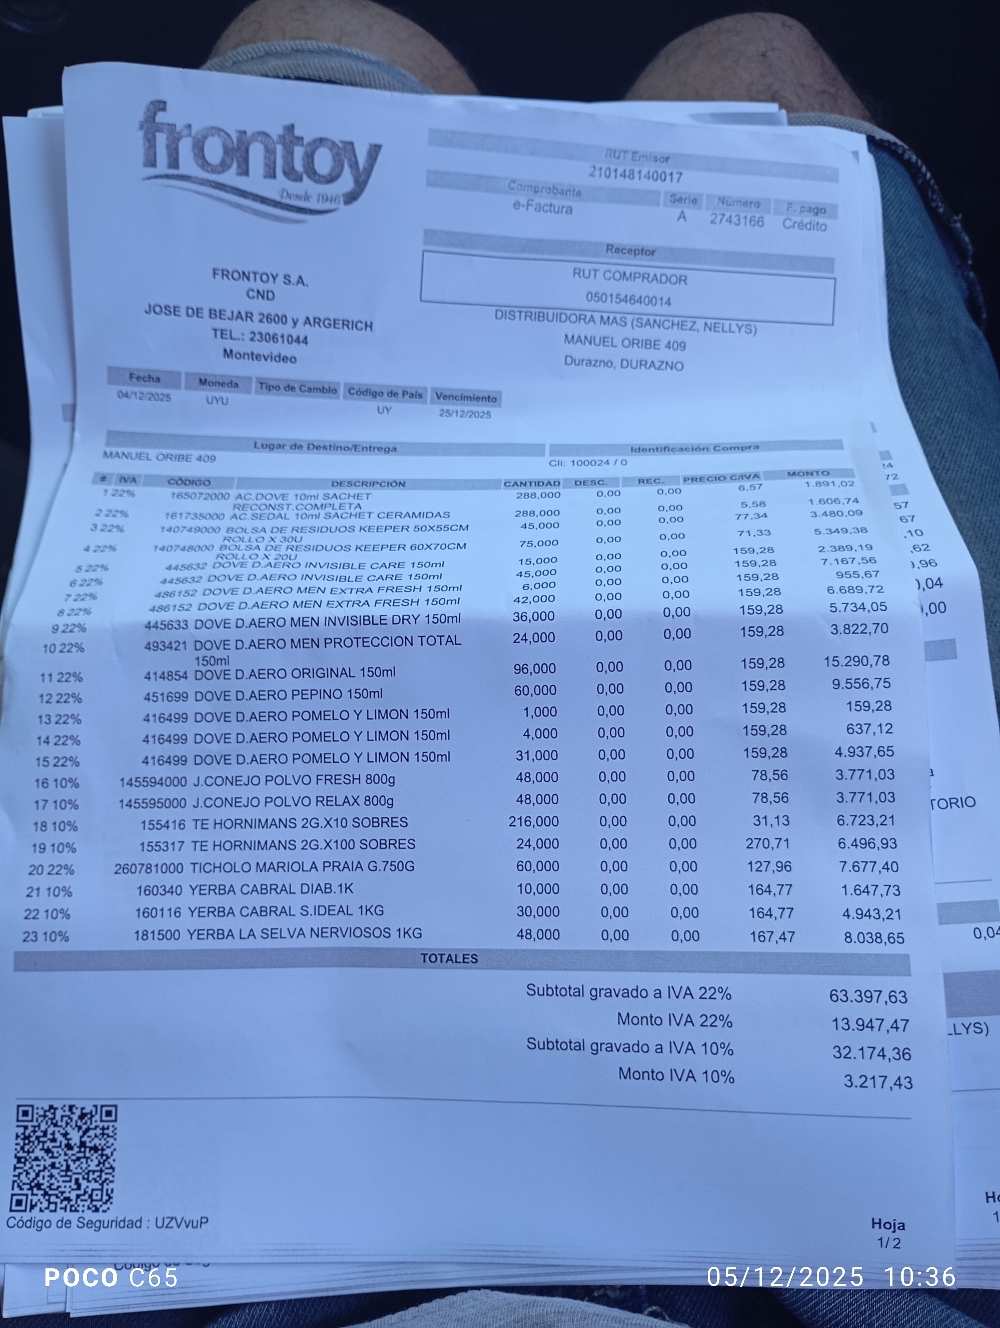 frontoy
Desde 1946
RUT Emisor
210148140017
Comprobante Serie Número F. pago
e-Factura A 2743166 Crédito
Receptor
RUT COMPRADOR
050154640014
DISTRIBUIDORA MAS (SANCHEZ, NELLYS)
MANUEL ORIBE 409
Durazno, DURAZNO
FRONTOY S.A.
CND
JOSE DE BEJAR 2600 y ARGERICH
TEL.: 23061044
Montevideo
Fecha Moneda Tipo de Cambio Código de País Vencimiento
04/12/2025 UYU UY 25/12/2025
Lugar de Destino/Entrega Identificación Compra
MANUEL ORIBE 409 Cli: 100024 / 0
# IVA CÓDIGO DESCRIPCIÓN CANTIDAD DESC. REC. PRECIO C/IVA MONTO
1 22% 165072000 AC.DOVE 10ml SACHET 288,000 0,00 0,00 6,57 1.891,02
RECONST.COMPLETA
2 22% 161735000 AC.SEDAL 10ml SACHET CERAMIDAS 288,000 0,00 0,00 5,58 1.606,74
3 22% 140749000 BOLSA DE RESIDUOS KEEPER 50X55CM 45,000 0,00 0,00 77,34 3.480,09
ROLLO X 30U
4 22% 140748000 BOLSA DE RESIDUOS KEEPER 60X70CM 75,000 0,00 0,00 71,33 5.349,38
ROLLO X 20U
5 22% 445632 DOVE D.AERO INVISIBLE CARE 150ml 15,000 0,00 0,00 159,28 2.389,19
6 22% 445632 DOVE D.AERO INVISIBLE CARE 150ml 45,000 0,00 0,00 159,28 7.167,56
7 22% 486152 DOVE D.AERO MEN EXTRA FRESH 150ml 6,000 0,00 0,00 159,28 955,67
8 22% 486152 DOVE D.AERO MEN EXTRA FRESH 150ml 42,000 0,00 0,00 159,28 6.689,72
9 22% 445633 DOVE D.AERO MEN INVISIBLE DRY 150ml 36,000 0,00 0,00 159,28 5.734,05
10 22% 493421 DOVE D.AERO MEN PROTECCION TOTAL 24,000 0,00 0,00 159,28 3.822,70
150ml
11 22% 414854 DOVE D.AERO ORIGINAL 150ml 96,000 0,00 0,00 159,28 15.290,78
12 22% 451699 DOVE D.AERO PEPINO 150ml 60,000 0,00 0,00 159,28 9.556,75
13 22% 416499 DOVE D.AERO POMELO Y LIMON 150ml 1,000 0,00 0,00 159,28 159,28
14 22% 416499 DOVE D.AERO POMELO Y LIMON 150ml 4,000 0,00 0,00 159,28 637,12
15 22% 416499 DOVE D.AERO POMELO Y LIMON 150ml 31,000 0,00 0,00 159,28 4.937,65
16 10% 145594000 J.CONEJO POLVO FRESH 800g 48,000 0,00 0,00 78,56 3.771,03
17 10% 145595000 J.CONEJO POLVO RELAX 800g 48,000 0,00 0,00 78,56 3.771,03
18 10% 155416 TE HORNIMANS 2G.X10 SOBRES 216,000 0,00 0,00 31,13 6.723,21
19 10% 155317 TE HORNIMANS 2G.X100 SOBRES 24,000 0,00 0,00 270,71 6.496,93
20 22% 260781000 TICHOLO MARIOLA PRAIA G.750G 60,000 0,00 0,00 127,96 7.677,40
21 10% 160340 YERBA CABRAL DIAB.1K 10,000 0,00 0,00 164,77 1.647,73
22 10% 160116 YERBA CABRAL S.IDEAL 1KG 30,000 0,00 0,00 164,77 4.943,21
23 10% 181500 YERBA LA SELVA NERVIOSOS 1KG 48,000 0,00 0,00 167,47 8.038,65
TOTALES
Subtotal gravado a IVA 22% 63.397,63
Monto IVA 22% 13.947,47
Subtotal gravado a IVA 10% 32.174,36
Monto IVA 10% 3.217,43
Código de Seguridad : UZVvuP
Hoja
1/2
POCO C65
05/12/2025 10:36